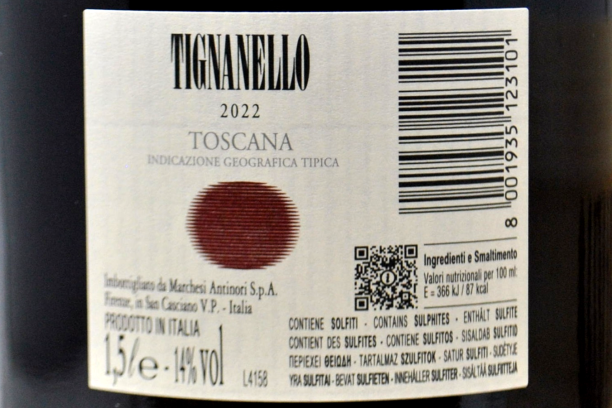 TIGNANELLO
2022
TOSCANA
INDICAZIONE GEOGRAFICA TIPICA
8 001935 123101
Imbottigliato da Marchesi Antinori S.p.A.
Firenze, in San Casciano V.P. - Italia
PRODOTTO IN ITALIA
1,5 ℓ e - 14% vol
L4158
Ingredienti e Smaltimento
Valori nutrizionali per 100 ml:
E = 366 kJ / 87 kcal
CONTIENE SOLFITI - CONTAINS SULPHITES - ENTHÄLT SULFITE
CONTIENT DES SULFITES - CONTIENE SULFITOS - SISALDAB SULFITID
ΠΕΡΙΕΧΕΙ ΘΕΙΩΔΗ - TARTALMAZ SZULFITOK - SATUR SULFITI - SUDĖTYJE
YRA SULFITAI - BEVAT SULFIETEN - INNEHÅLLER SULFITER - SISÄLTÄÄ SULFIITTEJA